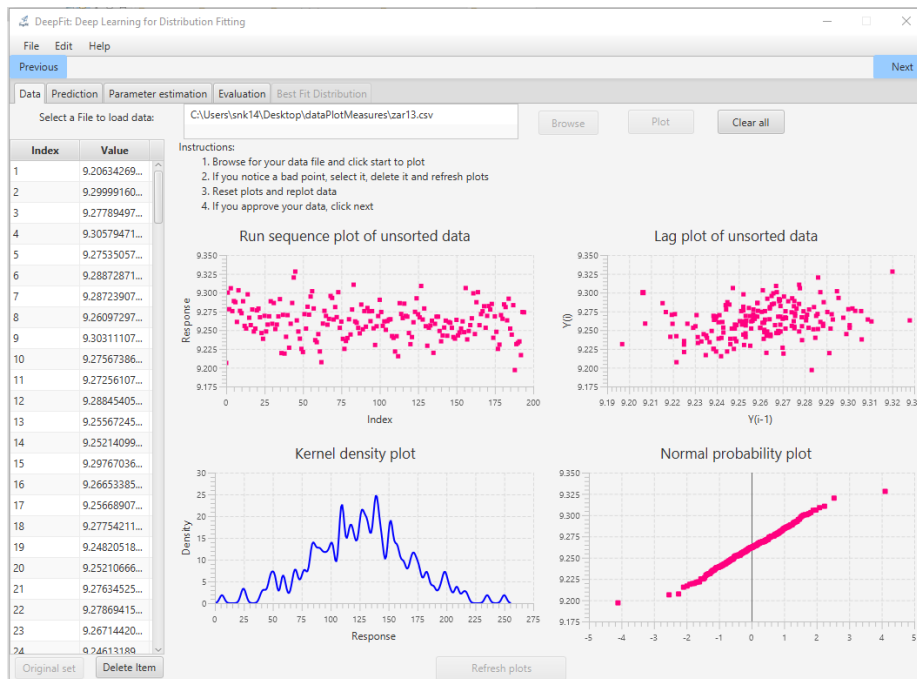 DeepFit: Deep Learning for Distribution Fitting
File Edit Help
Previous Next
Data Prediction Parameter estimation Evaluation Best Fit Distribution
Select a File to load data:
C:\Users\snk14\Desktop\dataPlotMeasures\zar13.csv
Browse Plot Clear all
Instructions:
1. Browse for your data file and click start to plot
2. If you notice a bad point, select it, delete it and refresh plots
3. Reset plots and replot data
4. If you approve your data, click next
Index Value
1 9.20634269...
2 9.29999160...
3 9.27789497...
4 9.30579471...
5 9.27535057...
6 9.28872871...
7 9.28723907...
8 9.26097297...
9 9.30311107...
10 9.27567386...
11 9.27256107...
12 9.28845405...
13 9.25567245...
14 9.25214099...
15 9.29767036...
16 9.26653385...
17 9.25668907...
18 9.27754211...
19 9.24820518...
20 9.25210666...
21 9.27634525...
22 9.27869415...
23 9.26714420...
24 9.24613189...
Original set Delete Item
Run sequence plot of unsorted data
Response
9.350
9.325
9.300
9.275
9.250
9.225
9.200
9.175
0 25 50 75 100 125 150 175 200
Index
Lag plot of unsorted data
Y(i)
9.350
9.325
9.300
9.275
9.250
9.225
9.200
9.175
9.19 9.20 9.21 9.22 9.23 9.24 9.25 9.26 9.27 9.28 9.29 9.30 9.31 9.32
Y(i-1)
Kernel density plot
Density
30
25
20
15
10
5
0
0 25 50 75 100 125 150 175 200 225 250 275
Response
Normal probability plot
9.350
9.325
9.300
9.275
9.250
9.225
9.200
9.175
-5 -4 -3 -2 -1 0 1 2 3 4 5
Refresh plots